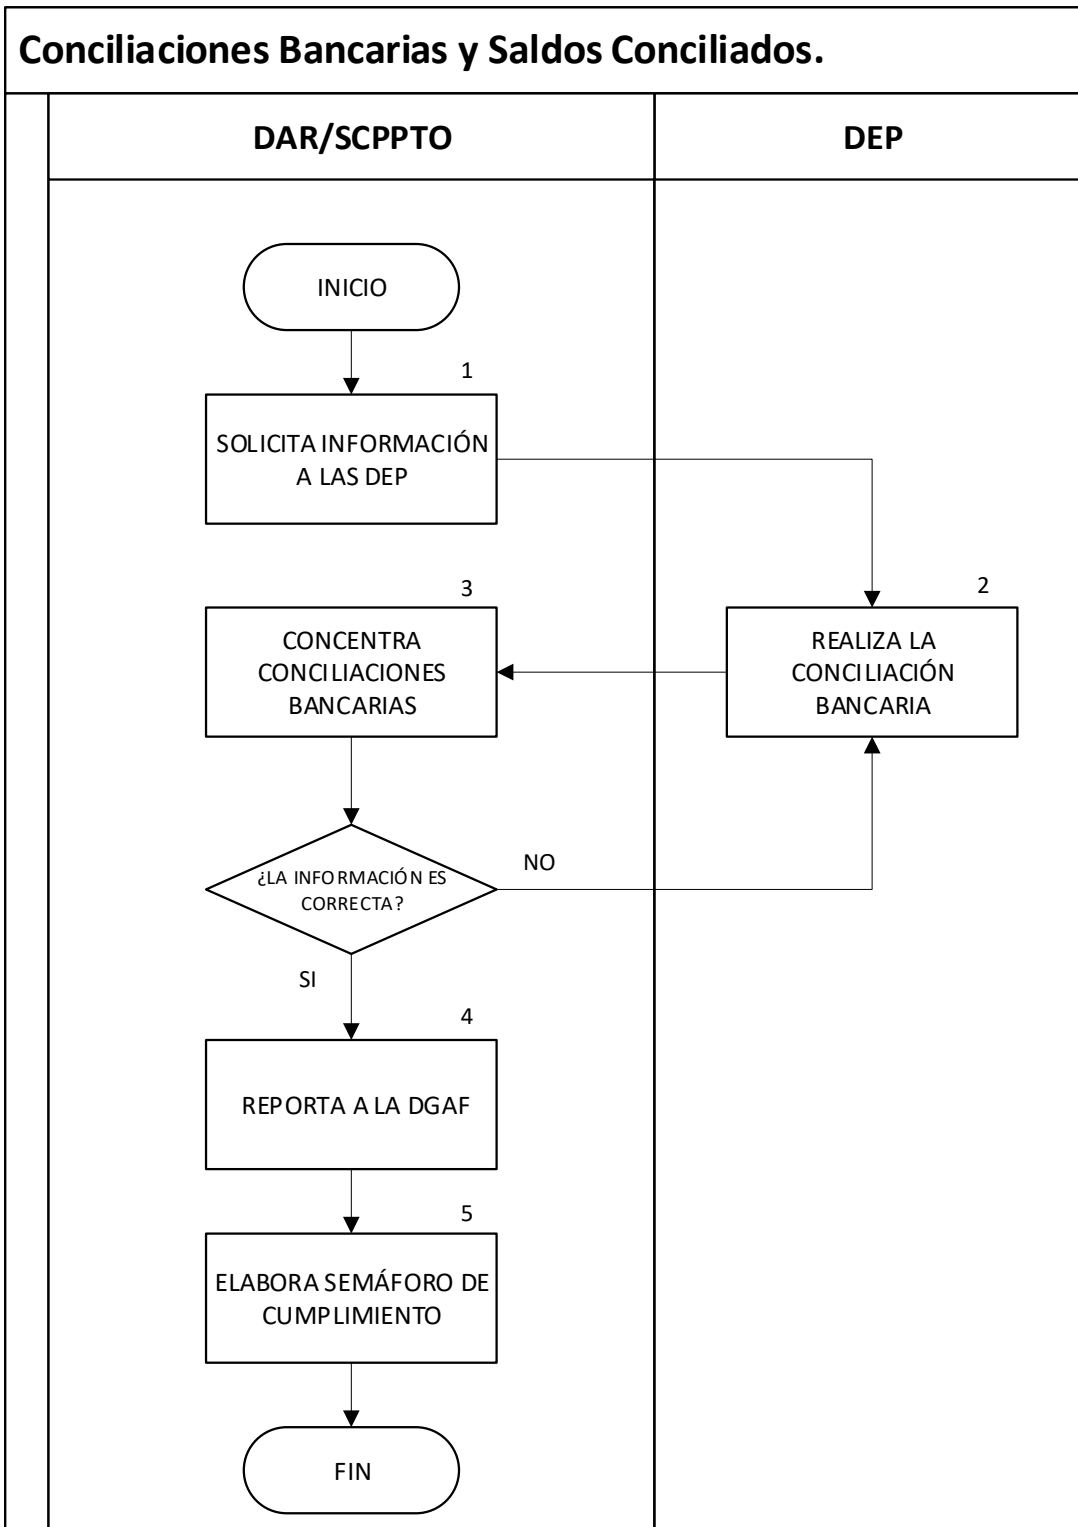 Conciliaciones Bancarias y Saldos Conciliados.
DAR/SCPPTO
DEP
INICIO
1
SOLICITA INFORMACIÓN
A LAS DEP
2
REALIZA LA
CONCILIACIÓN
BANCARIA
3
CONCENTRA
CONCILIACIONES
BANCARIAS
¿LA INFORMACIÓN ES
CORRECTA?
NO
SI
4
REPORTA A LA DGAF
5
ELABORA SEMÁFORO DE
CUMPLIMIENTO
FIN